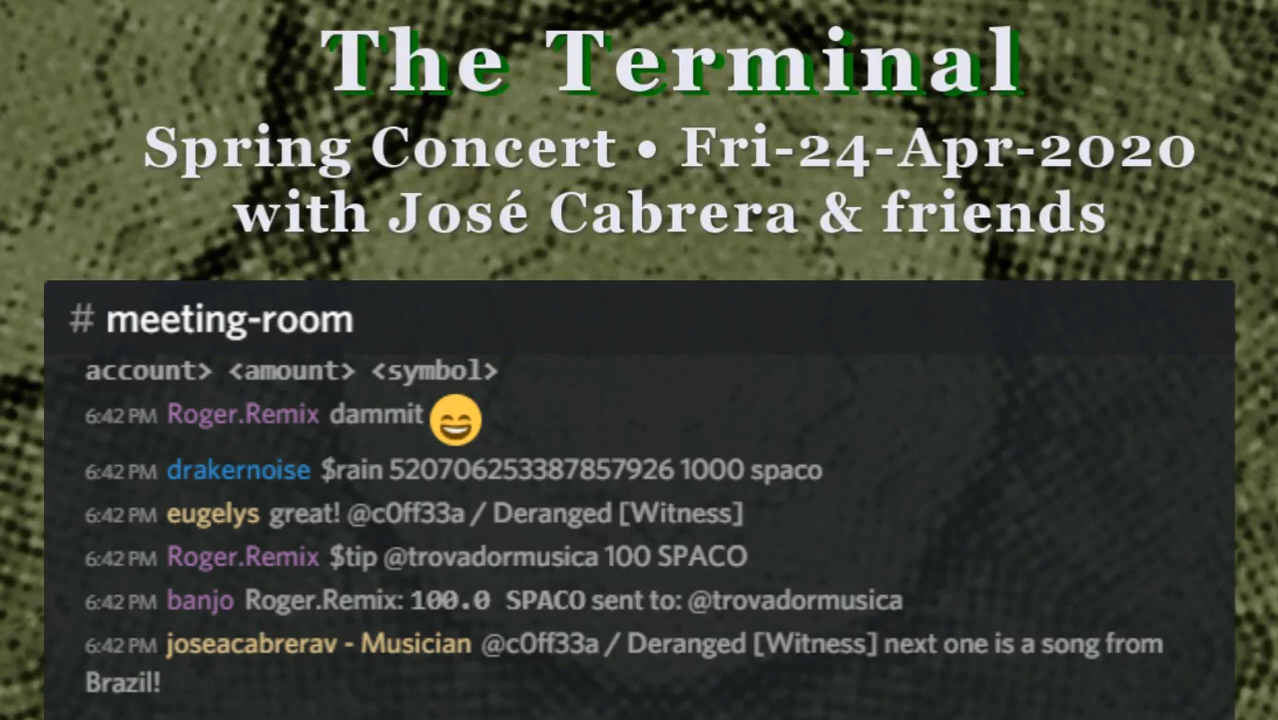 The Terminal
Spring Concert • Fri-24-Apr-2020
with José Cabrera & friends
# meeting-room
account> <amount> <symbol>
6:42 PM Roger.Remix dammit 😄
6:42 PM drakernoise $rain 520706253387857926 1000 spaco
6:42 PM eugelys great! @c0ff33a / Deranged [Witness]
6:42 PM Roger.Remix $tip @trovadormusica 100 SPACO
6:42 PM banjo Roger.Remix: 100.0 SPACO sent to: @trovadormusica
6:42 PM joseacabrerav - Musician @c0ff33a / Deranged [Witness] next one is a song from
Brazil!